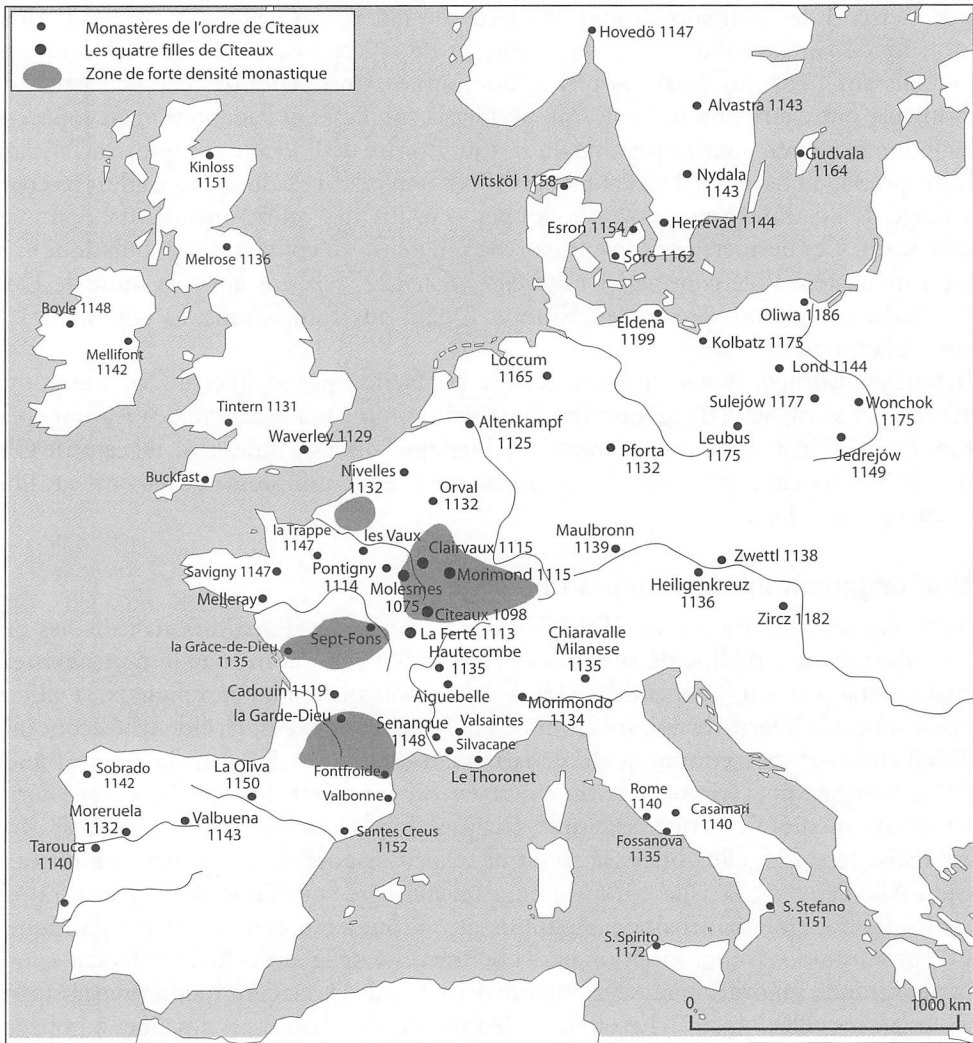 Monastères de l'ordre de Cîteaux
Les quatre filles de Cîteaux
Zone de forte densité monastique
Hovedö 1147
Alvastra 1143
Gudvala
1164
Kinloss
1151
Vitsköl 1158
Nydala
1143
Esron 1154
Herrevad 1144
Melrose 1136
Sorö 1162
Boyle 1148
Mellifont
1142
Eldena
1199
Oliwa 1186
Kolbatz 1175
Loccum
1165
Lond 1144
Sulejów 1177
Wonchok
1175
Tintern 1131
Altenkampf
1125
Leubus
1175
Waverley 1129
Pforta
1132
Jedrejów
1149
Buckfast
Nivelles
1132
Orval
1132
la Trappe
1147
les Vaux
Clairvaux 1115
Maulbronn
1139
Zwettl 1138
Savigny 1147
Pontigny
1114
Morimond 1115
Molesmes
1075
Heiligenkreuz
1136
Melleray
Cîteaux 1098
Zircz 1182
Sept-Fons
La Ferté 1113
la Grâce-de-Dieu
1135
Hautecombe
1135
Chiaravalle
Milanese
1135
Cadouin 1119
Aiguebelle
Morimondo
1134
la Garde-Dieu
Senanque
1148
Valsaintes
Silvacane
Le Thoronet
Fontfroide
Valbonne
Sobrado
1142
La Oliva
1150
Rome
1140
Casamari
1140
Moreruela
1132
Valbuena
1143
Santes Creus
1152
Fossanova
1135
Tarouca
1140
S. Stefano
1151
S. Spirito
1172
0
1000 km